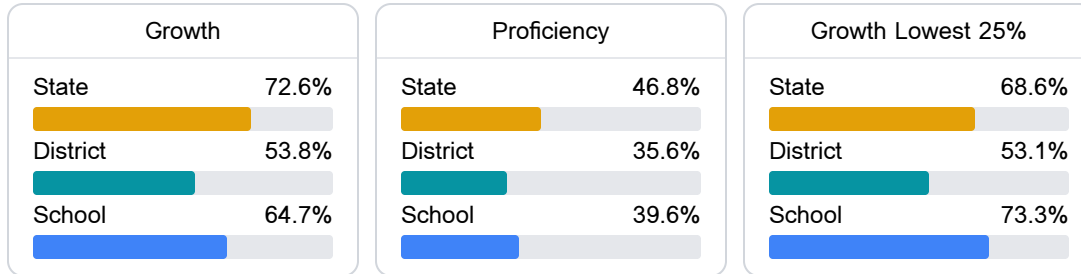 Growth
State 72.6%
District 53.8%
School 64.7%
Proficiency
State 46.8%
District 35.6%
School 39.6%
Growth Lowest 25%
State 68.6%
District 53.1%
School 73.3%